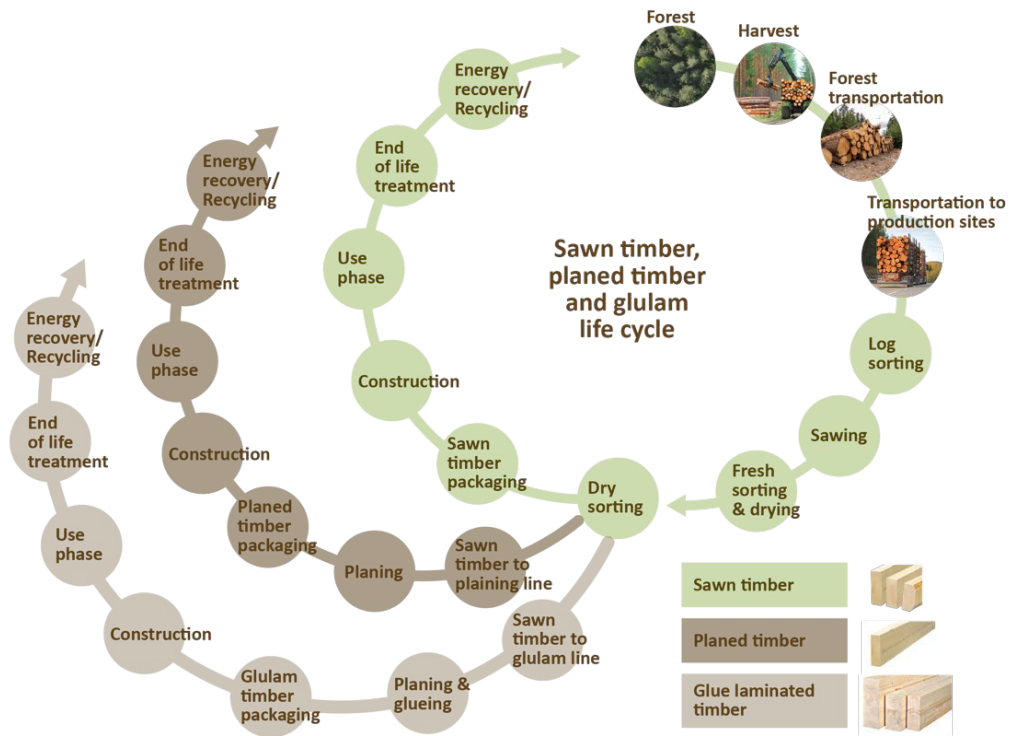 Forest
Harvest
Forest
transportation
Transportation to
production sites
Log
sorting
Sawing
Fresh
sorting
& drying
Dry
sorting
Sawn
timber
packaging
Construction
Use
phase
End
of life
treatment
Energy
recovery/
Recycling
Sawn timber,
planed timber
and glulam
life cycle
Sawn
timber to
plaining line
Planing
Planed
timber
packaging
Construction
Use
phase
End
of life
treatment
Energy
recovery/
Recycling
Sawn
timber to
glulam line
Planing &
glueing
Glulam
timber
packaging
Construction
Use
phase
End
of life
treatment
Energy
recovery/
Recycling
Sawn timber
Planed timber
Glue laminated
timber